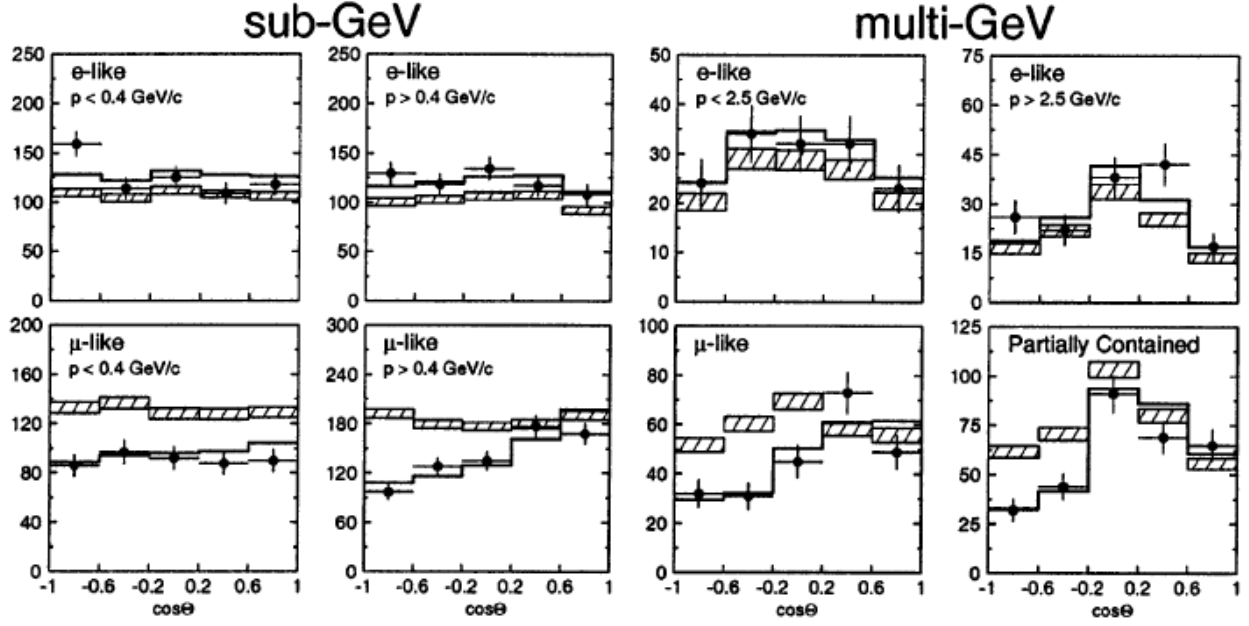 sub-GeV
multi-GeV
250
200
150
100
50
0
e-like
p < 0.4 GeV/c
250
200
150
100
50
0
e-like
p > 0.4 GeV/c
50
40
30
20
10
0
e-like
p < 2.5 GeV/c
75
60
45
30
15
0
e-like
p > 2.5 GeV/c
200
160
120
80
40
0
μ-like
p < 0.4 GeV/c
-1 -0.6 -0.2 0.2 0.6 1
cosΘ
300
240
180
120
60
0
μ-like
p > 0.4 GeV/c
-1 -0.6 -0.2 0.2 0.6 1
cosΘ
100
80
60
40
20
0
μ-like
-1 -0.6 -0.2 0.2 0.6 1
cosΘ
125
100
75
50
25
0
Partially Contained
-1 -0.6 -0.2 0.2 0.6 1
cosΘ